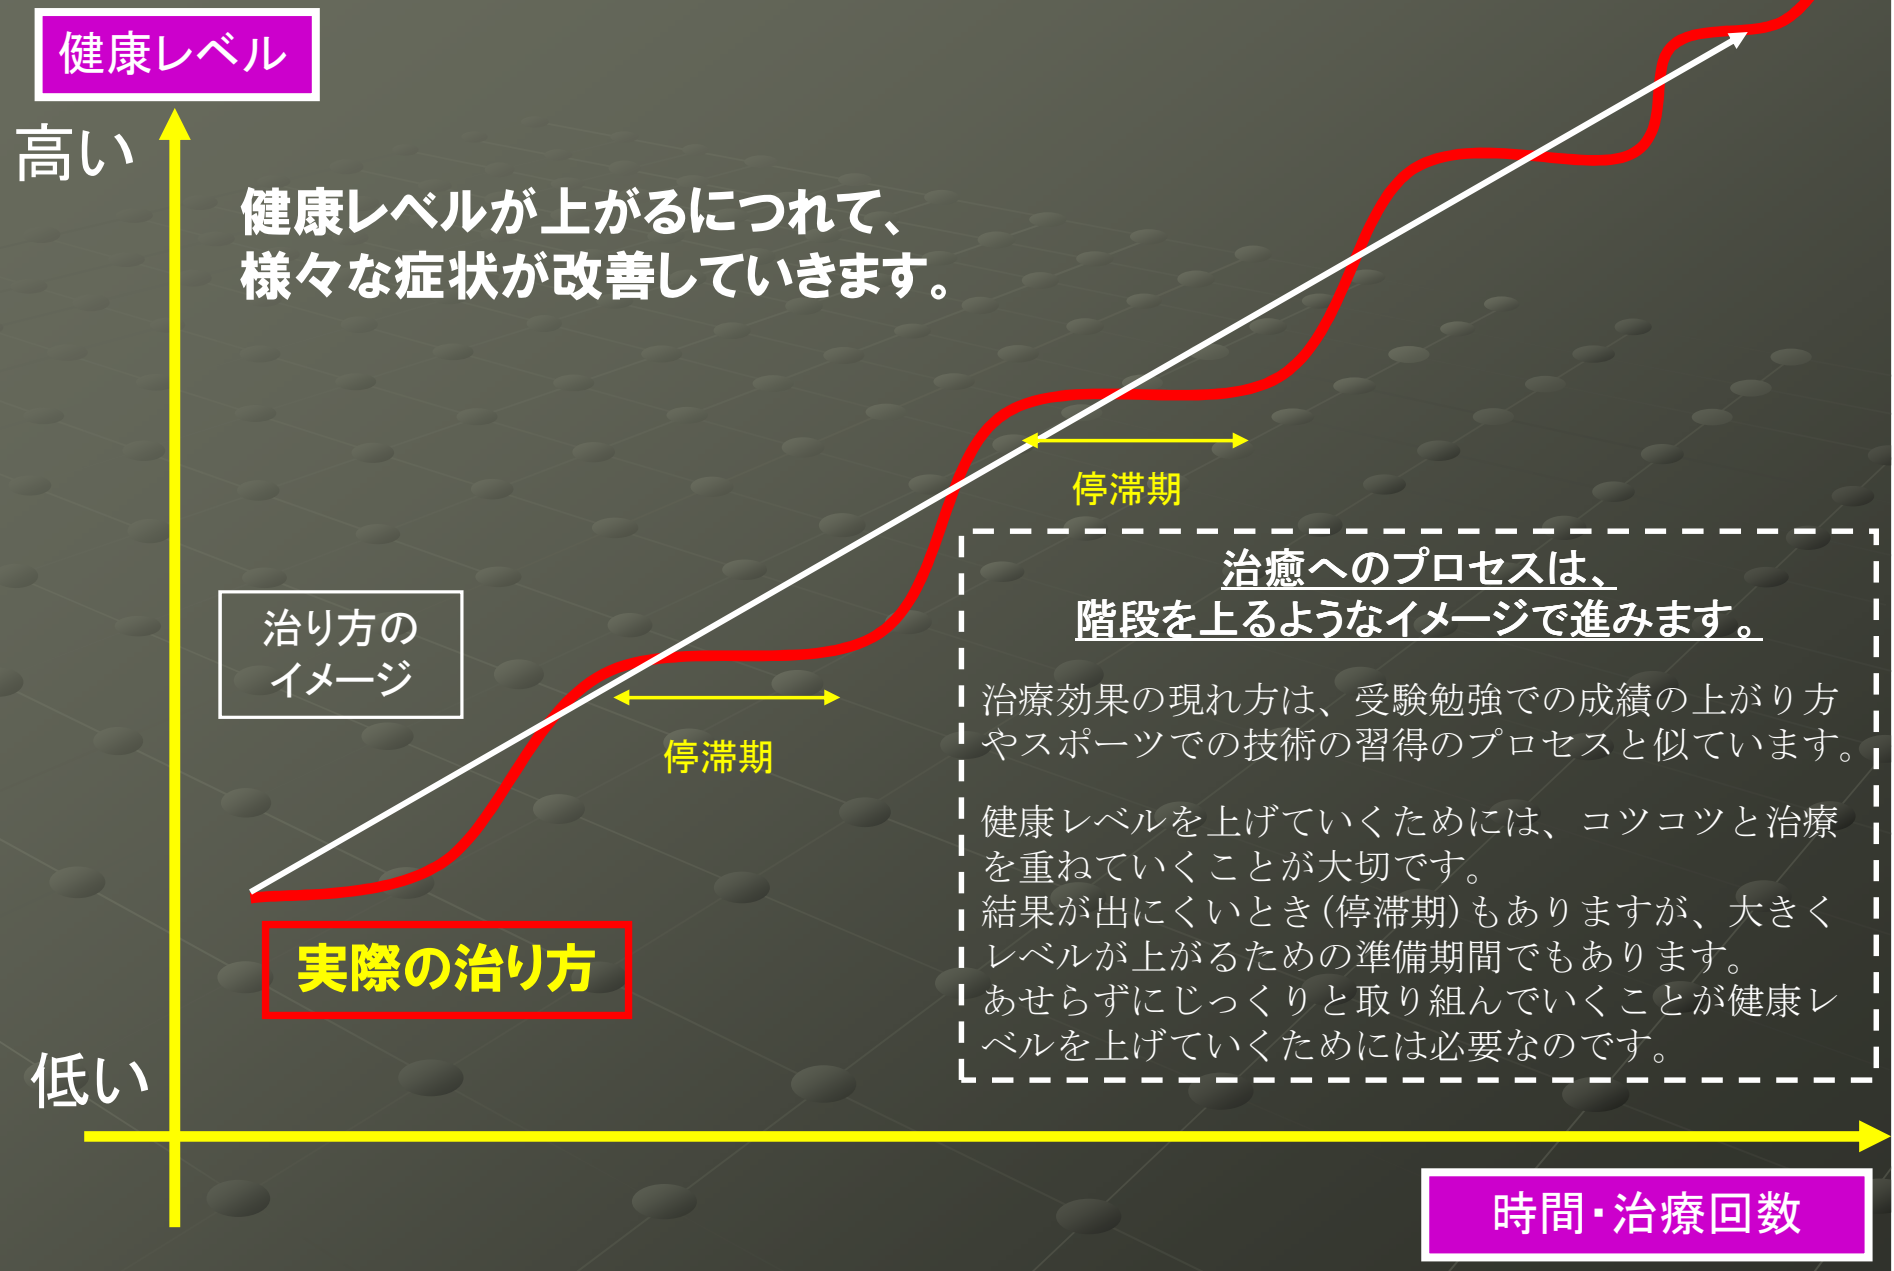 健康レベル
高い
健康レベルが上がるにつれて、
様々な症状が改善していきます。
停滞期
治り方の
イメージ
停滞期
治癒へのプロセスは、
階段を上るようなイメージで進みます。
治療効果の現れ方は、受験勉強での成績の上がり方
やスポーツでの技術の習得のプロセスと似ています。
健康レベルを上げていくためには、コツコツと治療
を重ねていくことが大切です。
結果が出にくいとき(停滞期)もありますが、大きく
レベルが上がるための準備期間でもあります。
あせらずにじっくりと取り組んでいくことが健康レ
ベルを上げていくためには必要なのです。
実際の治り方
低い
時間・治療回数